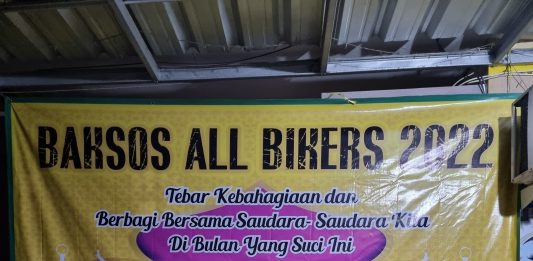 BAKSOS ALL BIKERS 2022
Tebar Kebahagiaan dan
Berbagi Bersama Saudara- Saudara Kita
Di Bulan Yang Suci Ini